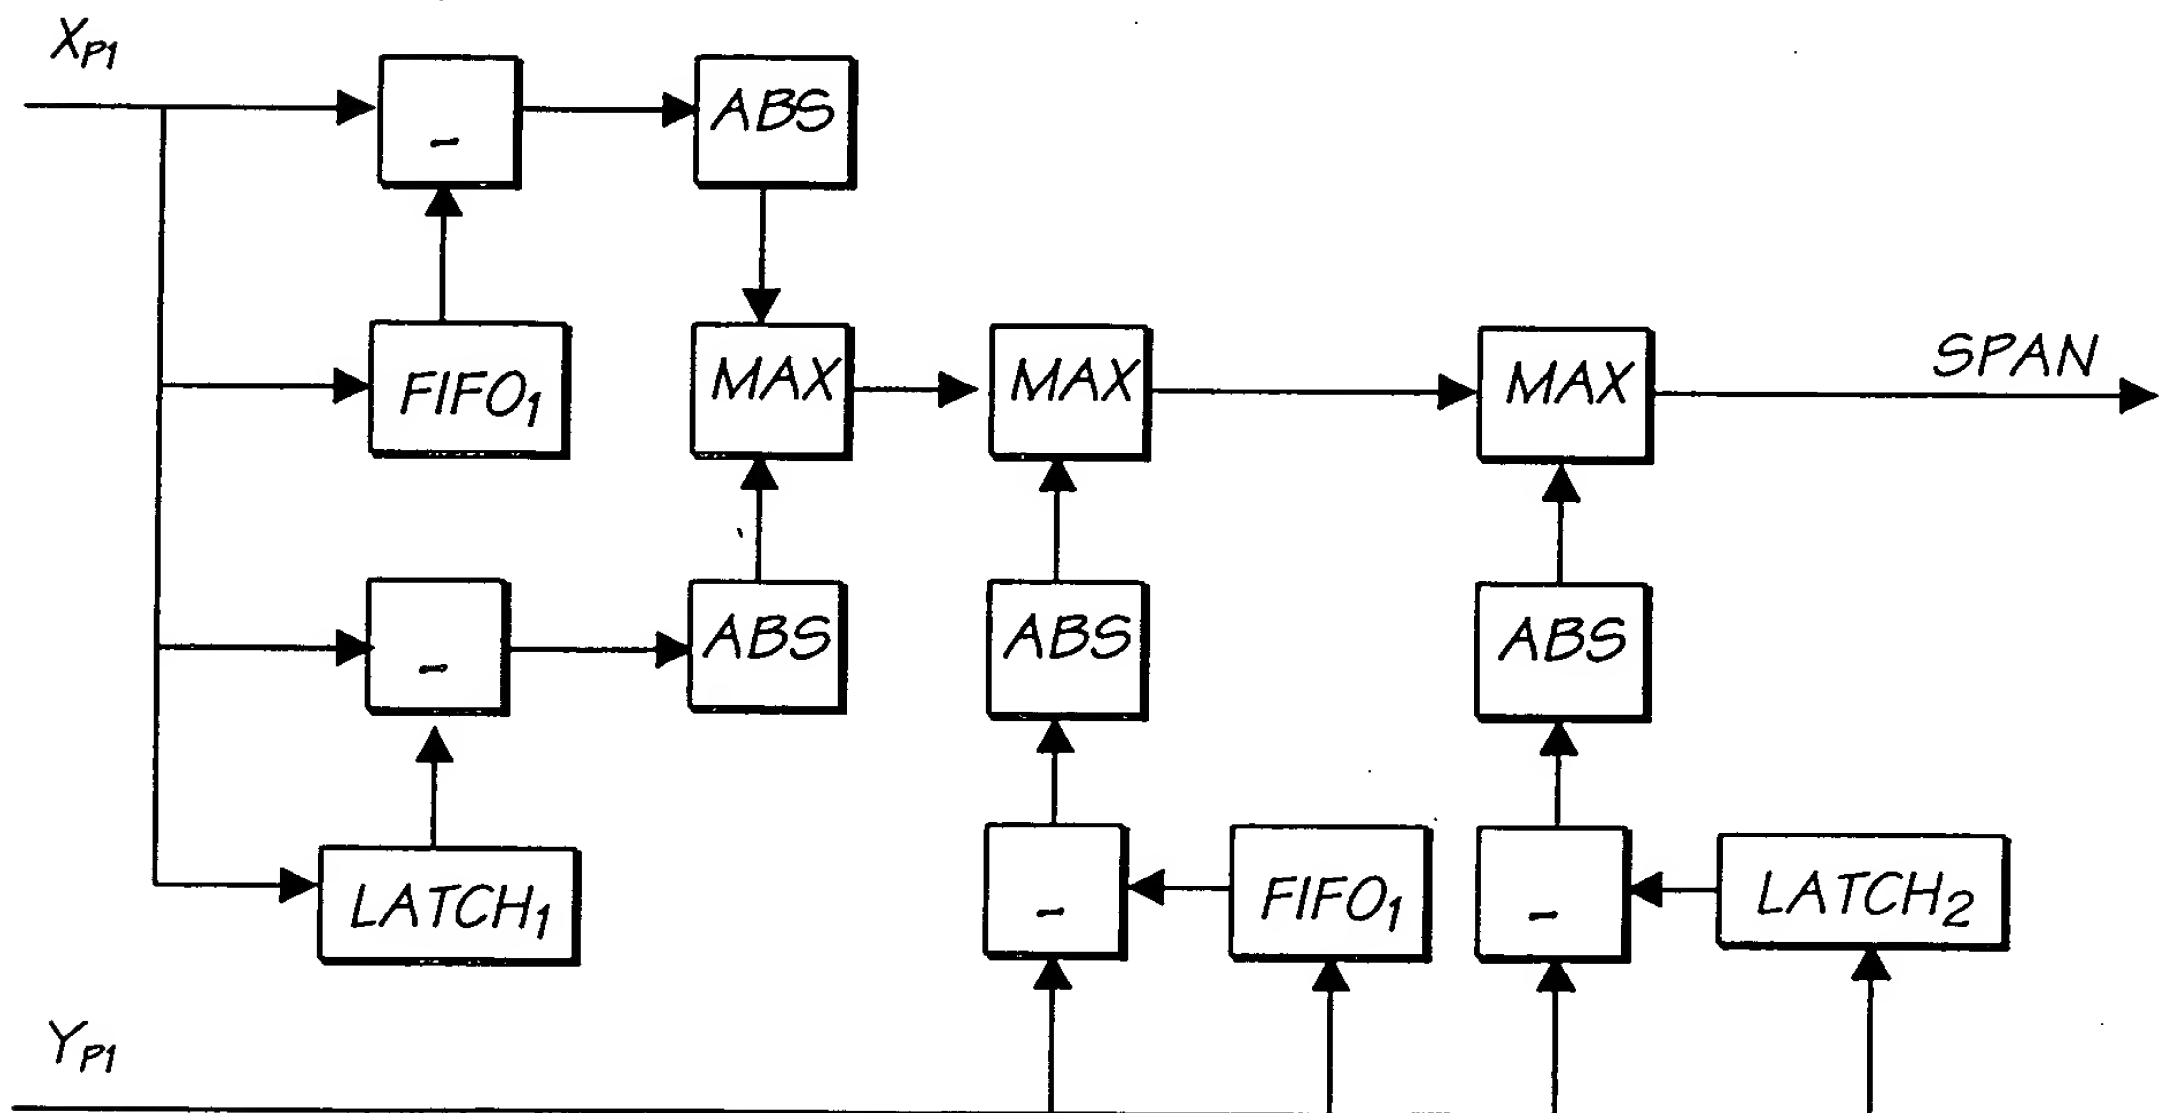 X_P1
- ABS
FIFO_1 MAX MAX MAX SPAN
- ABS ABS ABS
LATCH_1 - FIFO_1 - LATCH_2
Y_P1